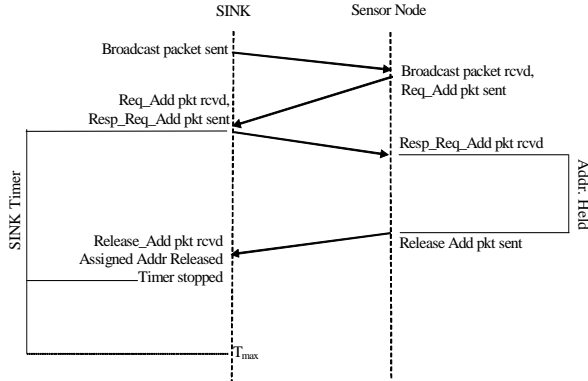 SINK
Sensor Node
Broadcast packet sent
Broadcast packet rcvd,
Req_Add pkt sent
Req_Add pkt rcvd,
Resp_Req_Add pkt sent
Resp_Req_Add pkt rcvd
SINK Timer
Addr. Held
Release_Add pkt rcvd
Assigned Addr Released
Timer stopped
Release Add pkt sent
Tmax